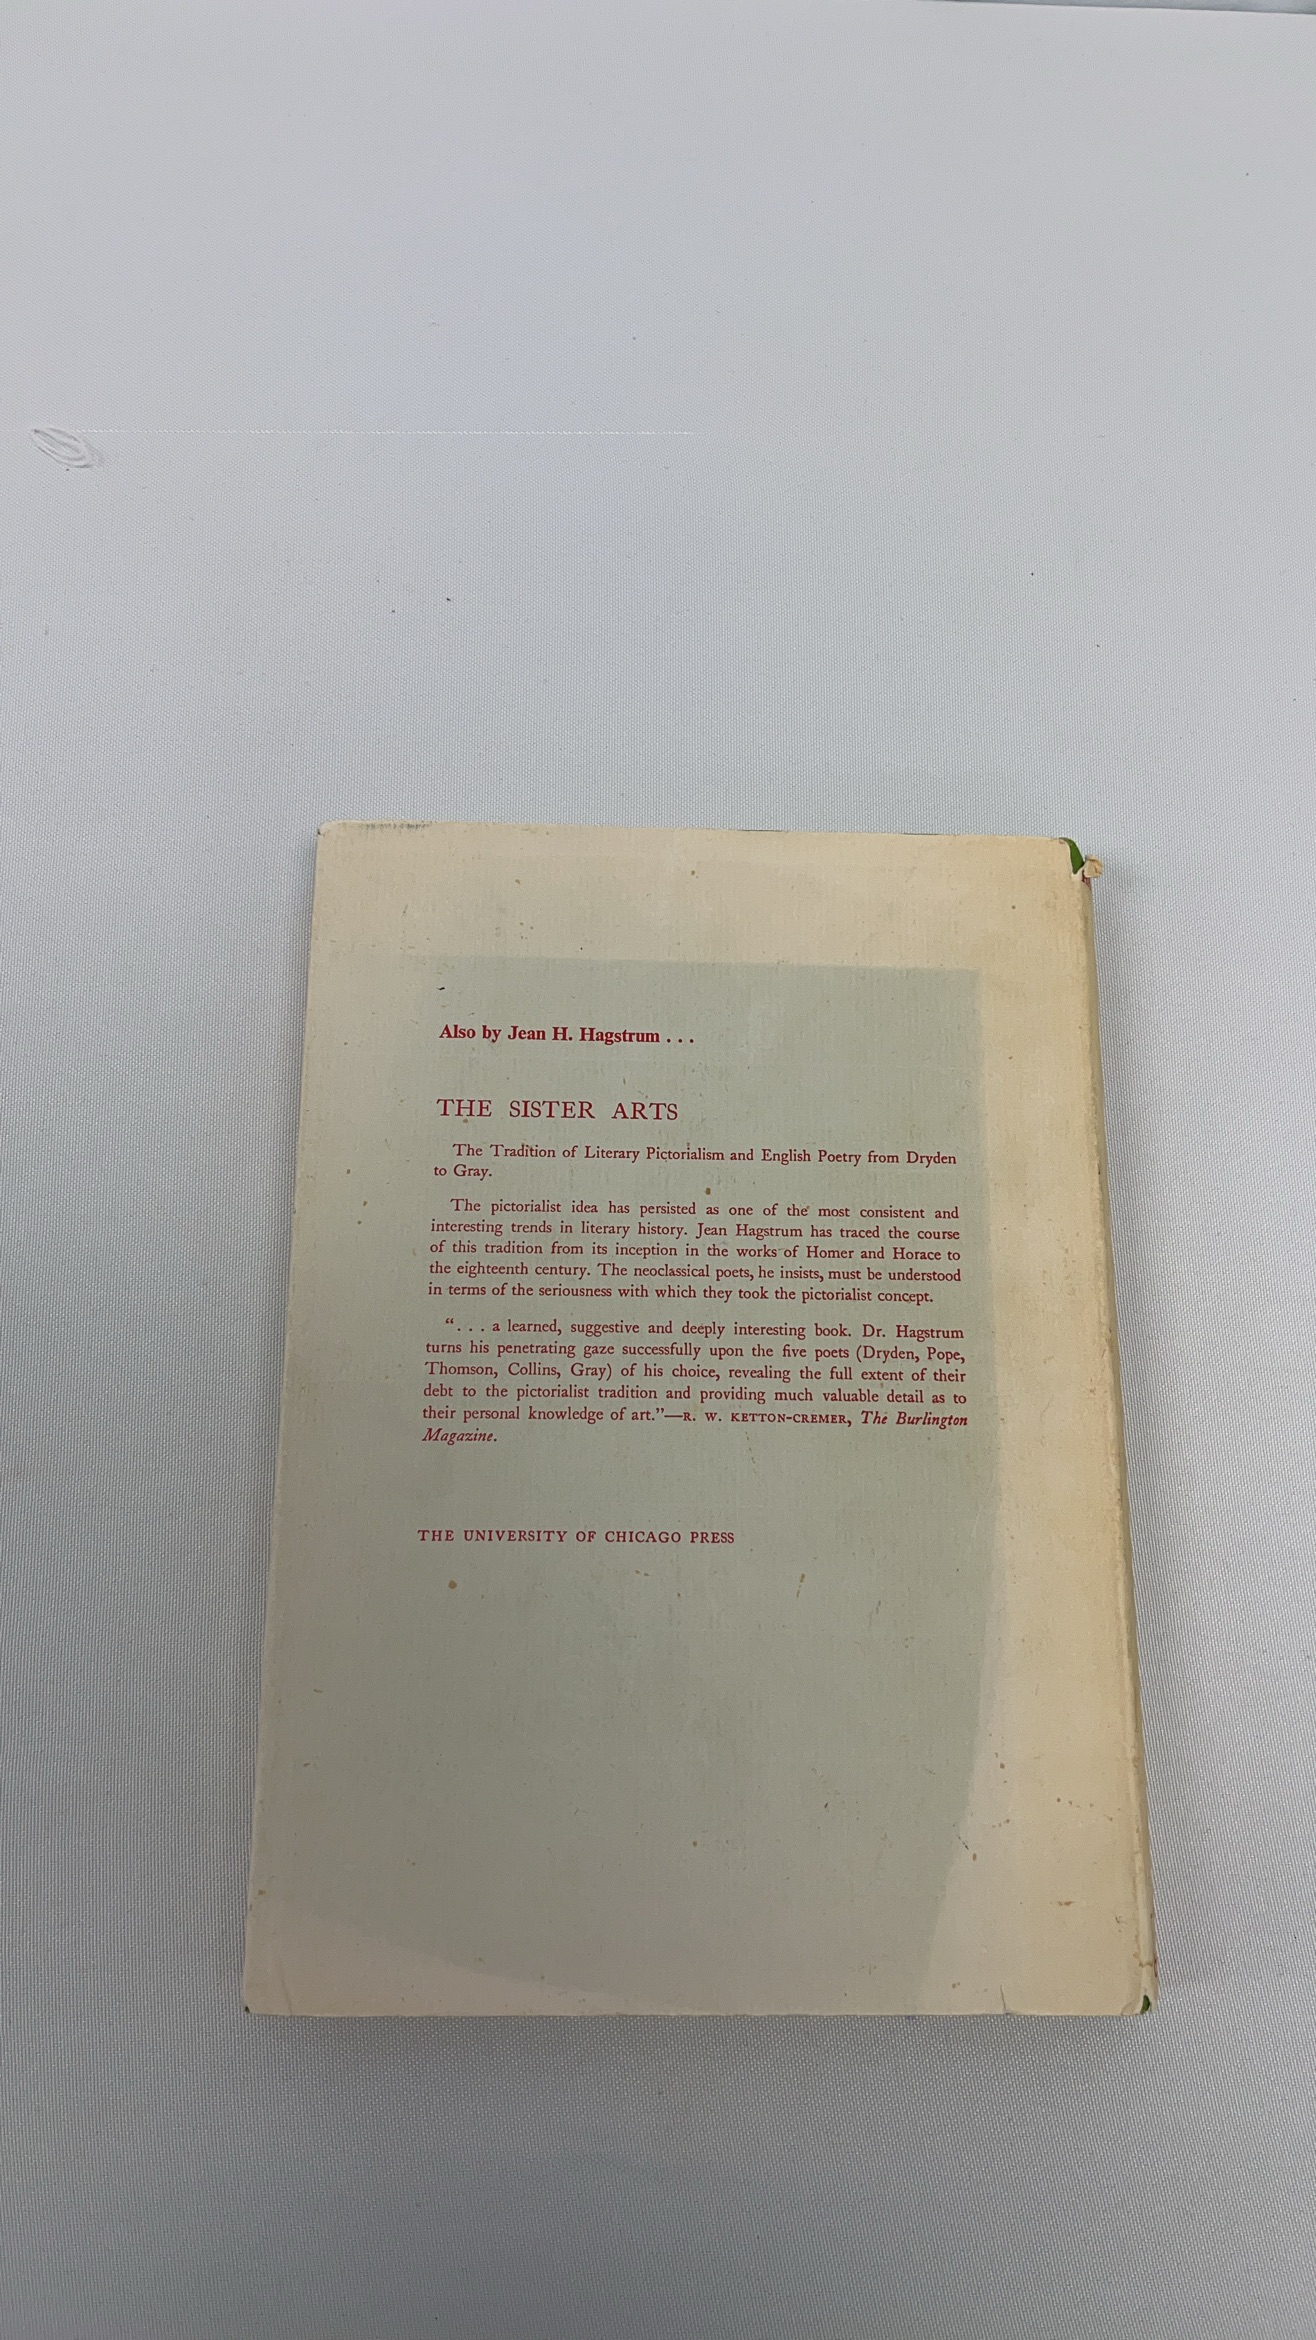 Also by Jean H. Hagstrum . . .
THE SISTER ARTS
The Tradition of Literary Pictorialism and English Poetry from Dryden
to Gray.
The pictorialist idea has persisted as one of the most consistent and
interesting trends in literary history. Jean Hagstrum has traced the course
of this tradition from its inception in the works of Homer and Horace to
the eighteenth century. The neoclassical poets, he insists, must be understood
in terms of the seriousness with which they took the pictorialist concept.
“. . . a learned, suggestive and deeply interesting book. Dr. Hagstrum
turns his penetrating gaze successfully upon the five poets (Dryden, Pope,
Thomson, Collins, Gray) of his choice, revealing the full extent of their
debt to the pictorialist tradition and providing much valuable detail as to
their personal knowledge of art.”—R. W. KETTON-CREMER, The Burlington
Magazine.
THE UNIVERSITY OF CHICAGO PRESS